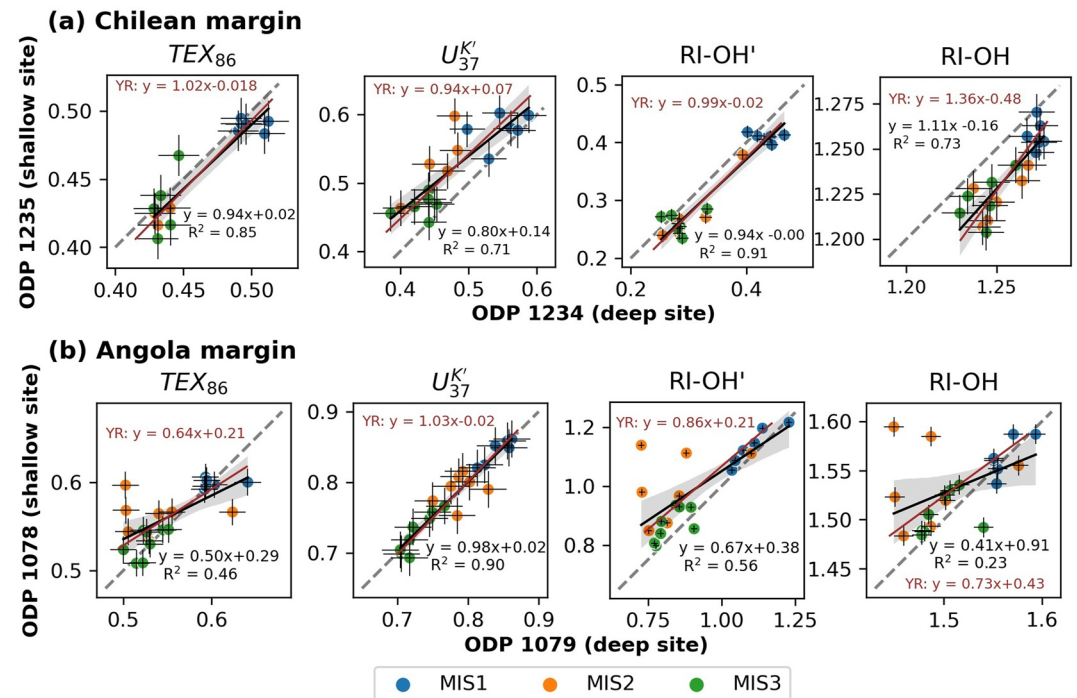 (a) Chilean margin
TEX86
U37K′
RI-OH'
RI-OH
ODP 1235 (shallow site)
YR: y = 1.02x-0.018
y = 0.94x+0.02
R² = 0.85
0.50
0.45
0.40
0.40 0.45 0.50
YR: y = 0.94x+0.07
y = 0.80x+0.14
R² = 0.71
0.6
0.5
0.4
0.4 0.5 0.6
YR: y = 0.99x-0.02
y = 0.94x -0.00
R² = 0.91
0.5
0.4
0.3
0.2
0.2 0.4
YR: y = 1.36x-0.48
y = 1.11x -0.16
R² = 0.73
1.275
1.250
1.225
1.200
1.20 1.25
ODP 1234 (deep site)
(b) Angola margin
TEX86
U37K′
RI-OH'
RI-OH
ODP 1078 (shallow site)
YR: y = 0.64x+0.21
y = 0.50x+0.29
R² = 0.46
0.6
0.5
0.5 0.6
YR: y = 1.03x-0.02
y = 0.98x+0.02
R² = 0.90
0.9
0.8
0.7
0.7 0.8 0.9
YR: y = 0.86x+0.21
y = 0.67x+0.38
R² = 0.56
1.2
1.0
0.8
0.75 1.00 1.25
y = 0.41x+0.91
R² = 0.23
YR: y = 0.73x+0.43
1.60
1.55
1.50
1.45
1.5 1.6
ODP 1079 (deep site)
MIS1 MIS2 MIS3